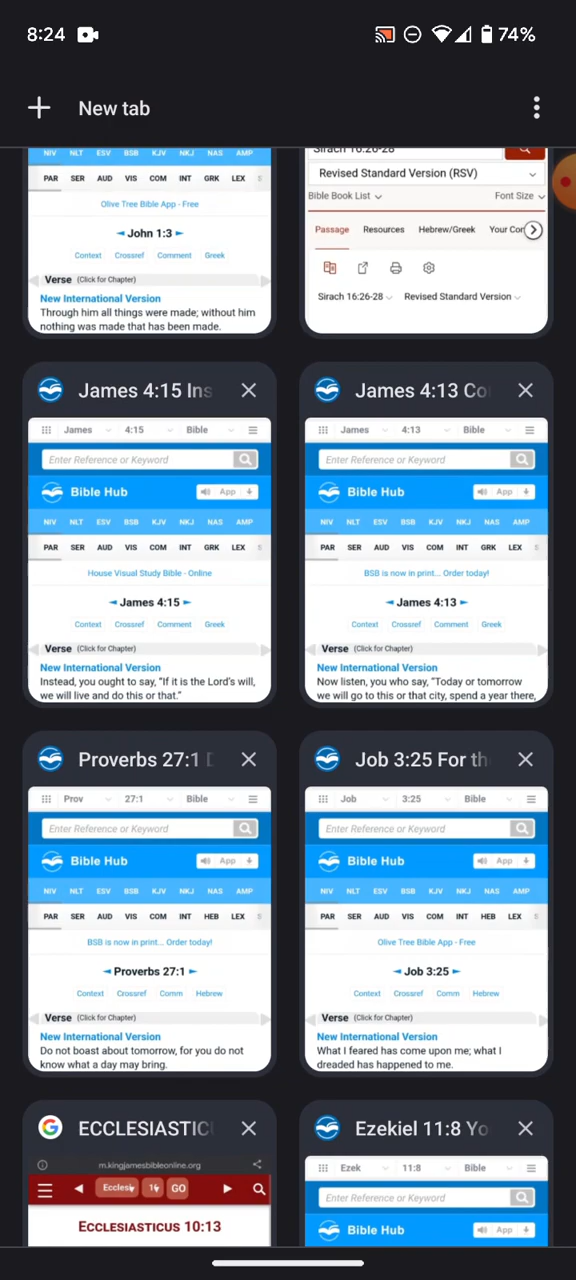 8:24
74%
New tab
NIV NLT ESV BSB KJV NKJ NAS AMP
PAR SER AUD VIS COM INT GRK LEX S
Olive Tree Bible App - Free
John 1:3
Context Crossref Comment Greek
Verse (Click for Chapter)
New International Version
Through him all things were made; without him
nothing was made that has been made.
Sirach 16:26-28
Revised Standard Version (RSV)
Bible Book List
Font Size
Passage Resources Hebrew/Greek Your Con
Sirach 16:26-28 Revised Standard Version
James 4:15 Ins
James 4:15 Bible
Enter Reference or Keyword
Bible Hub
App
NIV NLT ESV BSB KJV NKJ NAS AMP
PAR SER AUD VIS COM INT GRK LEX S
House Visual Study Bible - Online
James 4:15
Context Crossref Comment Greek
Verse (Click for Chapter)
New International Version
Instead, you ought to say, "If it is the Lord's will,
we will live and do this or that."
James 4:13 Co
James 4:13 Bible
Enter Reference or Keyword
Bible Hub
App
NIV NLT ESV BSB KJV NKJ NAS AMP
PAR SER AUD VIS COM INT GRK LEX S
BSB is now in print... Order today!
James 4:13
Context Crossref Comment Greek
Verse (Click for Chapter)
New International Version
Now listen, you who say, "Today or tomorrow
we will go to this or that city, spend a year there,
Proverbs 27:1 D
Prov 27:1 Bible
Enter Reference or Keyword
Bible Hub
App
NIV NLT ESV BSB KJV NKJ NAS AMP
PAR SER AUD VIS COM INT HEB LEX S
BSB is now in print... Order today!
Proverbs 27:1
Context Crossref Comm Hebrew
Verse (Click for Chapter)
New International Version
Do not boast about tomorrow, for you do not
know what a day may bring.
Job 3:25 For th
Job 3:25 Bible
Enter Reference or Keyword
Bible Hub
App
NIV NLT ESV BSB KJV NKJ NAS AMP
PAR SER AUD VIS COM INT HEB LEX S
Olive Tree Bible App - Free
Job 3:25
Context Crossref Comm Hebrew
Verse (Click for Chapter)
New International Version
What I feared has come upon me; what I
dreaded has happened to me.
ECCLESIASTIC
m.kingjamesbibleonline.org
Ecclesi 1 GO
ECCLESIASTICUS 10:13
Ezekiel 11:8 Yo
Ezek 11:8 Bible
Enter Reference or Keyword
Bible Hub
App